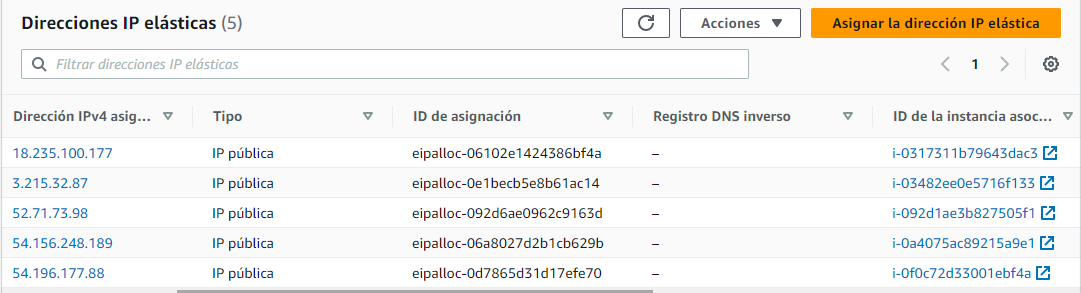 Direcciones IP elásticas (5) Acciones Asignar la dirección IP elástica
Filtrar direcciones IP elásticas 1
Dirección IPv4 asig... Tipo ID de asignación Registro DNS inverso ID de la instancia asoc...
18.235.100.177 IP pública eipalloc-06102e1424386bf4a – i-0317311b79643dac3
3.215.32.87 IP pública eipalloc-0e1becb5e8b61ac14 – i-03482ee0e5716f133
52.71.73.98 IP pública eipalloc-092d6ae0962c9163d – i-092d1ae3b827505f1
54.156.248.189 IP pública eipalloc-06a8027d2b1cb629b – i-0a4075ac89215a9e1
54.196.177.88 IP pública eipalloc-0d7865d31d17efe70 – i-0f0c72d33001ebf4a